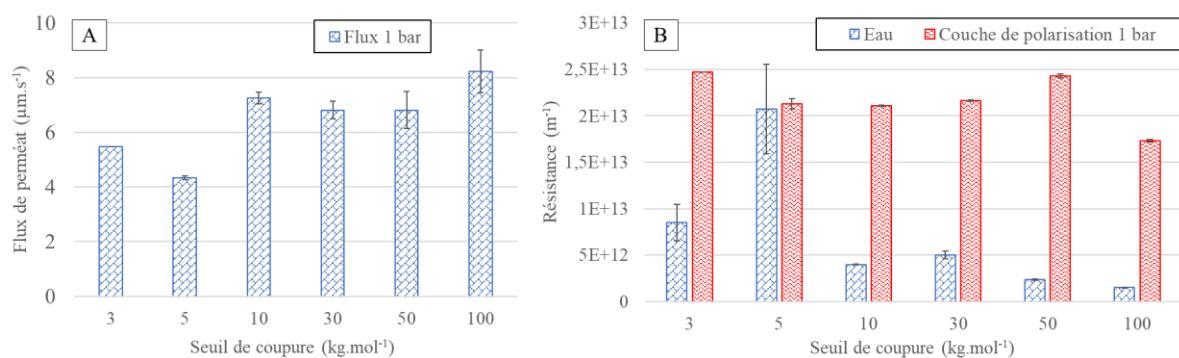 A
Flux 1 bar
10
8
6
4
2
0
Flux de perméat (µm.s⁻¹)
3 5 10 30 50 100
Seuil de coupure (kg.mol⁻¹)
B
Eau Couche de polarisation 1 bar
3E+13
2,5E+13
2E+13
1,5E+13
1E+13
5E+12
0
Résistance (m⁻¹)
3 5 10 30 50 100
Seuil de coupure (kg.mol⁻¹)